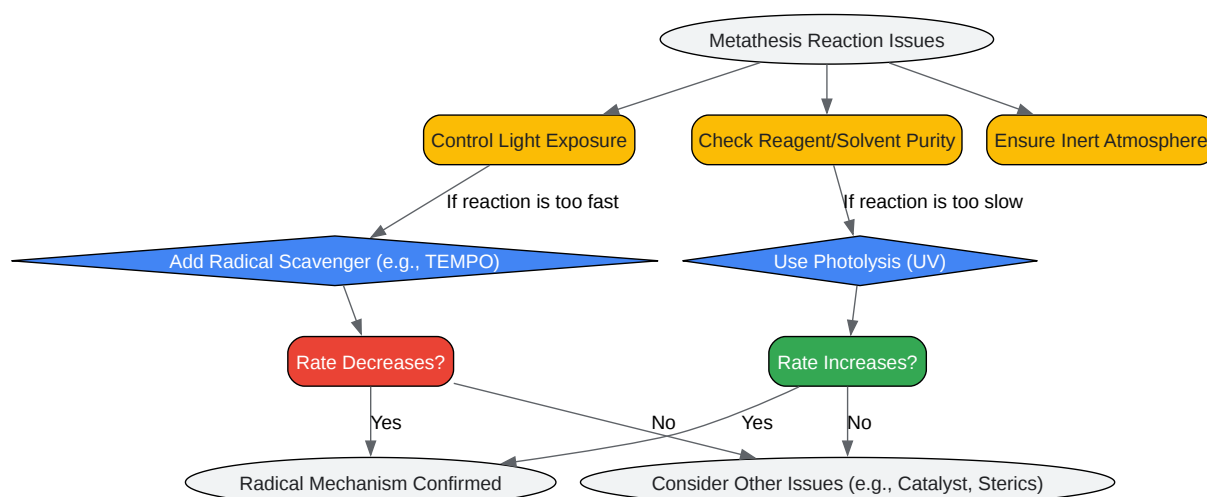 Metathesis Reaction Issues
Control Light Exposure
Check Reagent/Solvent Purity
Ensure Inert Atmosphere
If reaction is too fast
If reaction is too slow
Add Radical Scavenger (e.g., TEMPO)
Use Photolysis (UV)
Rate Decreases?
Rate Increases?
Yes
No
Yes
No
Radical Mechanism Confirmed
Consider Other Issues (e.g., Catalyst, Sterics)